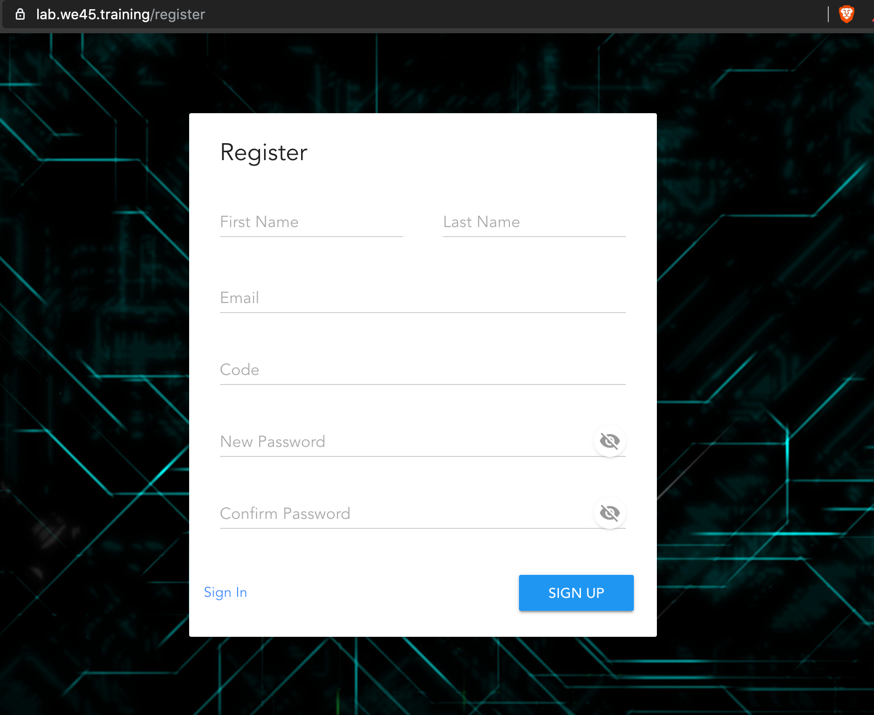 lab.we45.training/register
Register
First Name Last Name
Email
Code
New Password
Confirm Password
Sign In SIGN UP